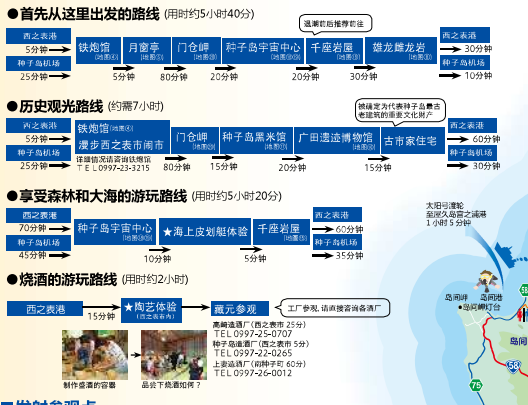 ●首先从这里出发的路线 (用时约5小时40分)
退潮前后推荐前往
西之表港
5分钟
种子岛机场
25分钟
铁炮馆
5分钟
月窗亭
80分钟
门仓岬
20分钟
种子岛宇宙中心
20分钟
千座岩屋
30分钟
雄龙雌龙岩
西之表港
30分钟
种子岛机场
10分钟
●历史观光路线 (约需7小时)
被确定为代表种子岛最古
老建筑的重要文化财产
西之表港
5分钟
种子岛机场
25分钟
铁炮馆
漫步西之表市闹市
详细情况请咨询铁炮馆
TEL0997-23-3215
80分钟
门仓岬
15分钟
种子岛黑米馆
20分钟
广田遗迹博物馆
15分钟
古市家住宅
西之表港
60分钟
种子岛机场
30分钟
●享受森林和大海的游玩路线 (用时约5小时20分)
西之表港
70分钟
种子岛机场
45分钟
种子岛宇宙中心
10分钟
★海上皮划艇体验
5分钟
千座岩屋
西之表港
60分钟
种子岛机场
35分钟
太阳号渡轮
至屋久岛宫之浦港
1小时5分钟
●烧酒的游玩路线 (用时约2小时)
西之表港
15分钟
★陶艺体验
(西之表市内)
藏元参观
工厂参观,请直接咨询各酒厂
高崎造酒厂(西之表市 25分)
TEL0997-25-0707
种子岛造酒厂(西之表市 5分)
TEL0997-22-0265
上妻造酒厂(南种子町 60分)
TEL0997-26-0012
制作盛酒的容器
品尝下烧酒如何?
岛间岬
岛间港
●岛间岬灯台
岛间
58
75